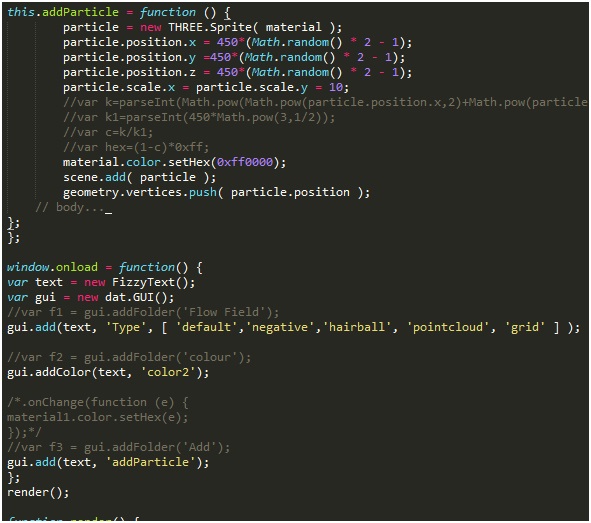 this.addParticle = function () {
particle = new THREE.Sprite( material );
particle.position.x = 450*(Math.random() * 2 - 1);
particle.position.y =450*(Math.random() * 2 - 1);
particle.position.z = 450*(Math.random() * 2 - 1);
particle.scale.x = particle.scale.y = 10;
//var k=parseInt(Math.pow(Math.pow(particle.position.x,2)+Math.pow(particle
//var k1=parseInt(450*Math.pow(3,1/2));
//var c=k/k1;
//var hex=(1-c)*0xff;
material.color.setHex(0xff0000);
scene.add( particle );
geometry.vertices.push( particle.position );
// body..._
};
};
window.onload = function() {
var text = new FizzyText();
var gui = new dat.GUI();
//var f1 = gui.addFolder('Flow Field');
gui.add(text, 'Type', [ 'default','negative','hairball', 'pointcloud', 'grid' ] );
//var f2 = gui.addFolder('colour');
gui.addColor(text, 'color2');
/*.onChange(function (e) {
material1.color.setHex(e);
});*/
//var f3 = gui.addFolder('Add');
gui.add(text, 'addParticle');
};
render();
function render() {